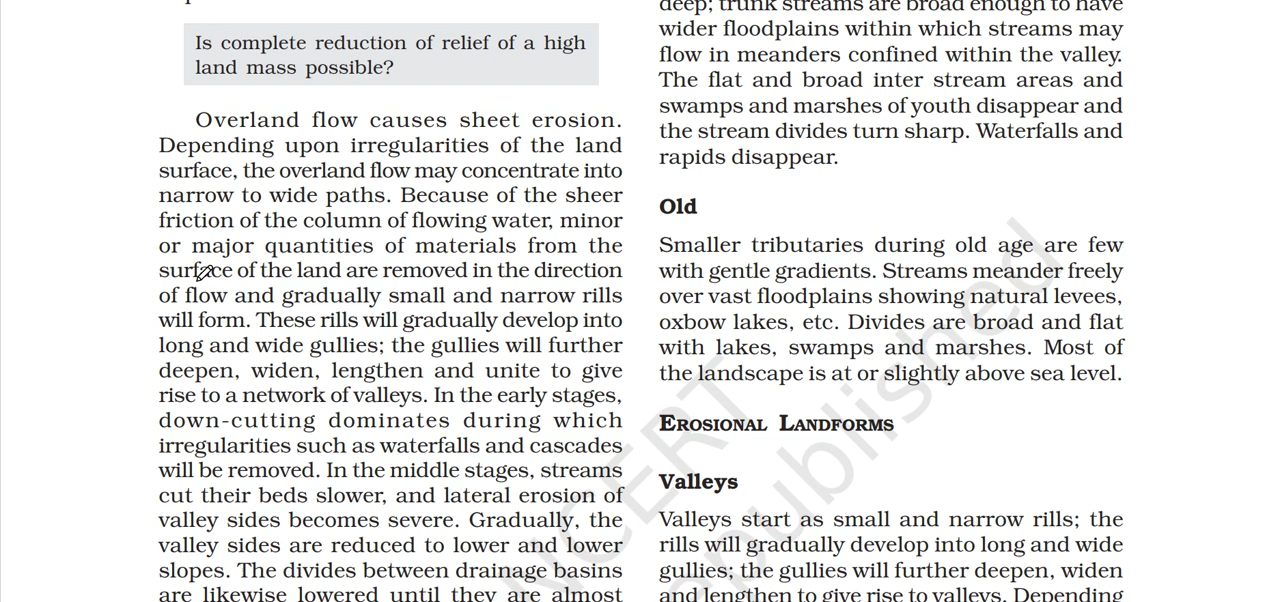 Is complete reduction of relief of a high
land mass possible?
Overland flow causes sheet erosion.
Depending upon irregularities of the land
surface, the overland flow may concentrate into
narrow to wide paths. Because of the sheer
friction of the column of flowing water, minor
or major quantities of materials from the
surface of the land are removed in the direction
of flow and gradually small and narrow rills
will form. These rills will gradually develop into
long and wide gullies; the gullies will further
deepen, widen, lengthen and unite to give
rise to a network of valleys. In the early stages,
down-cutting dominates during which
irregularities such as waterfalls and cascades
will be removed. In the middle stages, streams
cut their beds slower, and lateral erosion of
valley sides becomes severe. Gradually, the
valley sides are reduced to lower and lower
slopes. The divides between drainage basins
are likewise lowered until they are almost
deep; trunk streams are broad enough to have
wider floodplains within which streams may
flow in meanders confined within the valley.
The flat and broad inter stream areas and
swamps and marshes of youth disappear and
the stream divides turn sharp. Waterfalls and
rapids disappear.
Old
Smaller tributaries during old age are few
with gentle gradients. Streams meander freely
over vast floodplains showing natural levees,
oxbow lakes, etc. Divides are broad and flat
with lakes, swamps and marshes. Most of
the landscape is at or slightly above sea level.
EROSIONAL LANDFORMS
Valleys
Valleys start as small and narrow rills; the
rills will gradually develop into long and wide
gullies; the gullies will further deepen, widen
and lengthen to give rise to valleys. Depending
NCERT
epublished